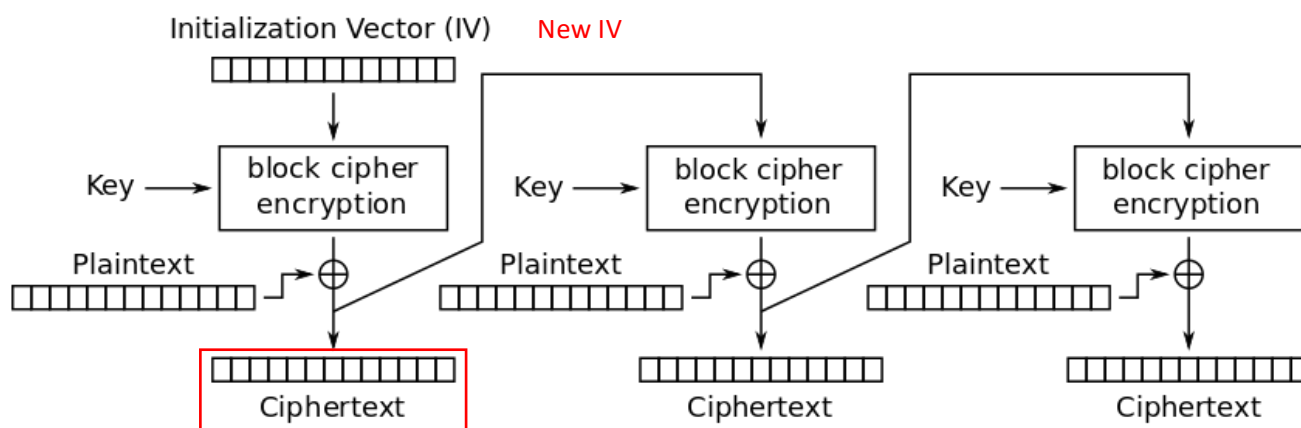 Initialization Vector (IV) New IV
block cipher
encryption
Key
Plaintext
Ciphertext
block cipher
encryption
Key
Plaintext
Ciphertext
block cipher
encryption
Key
Plaintext
Ciphertext